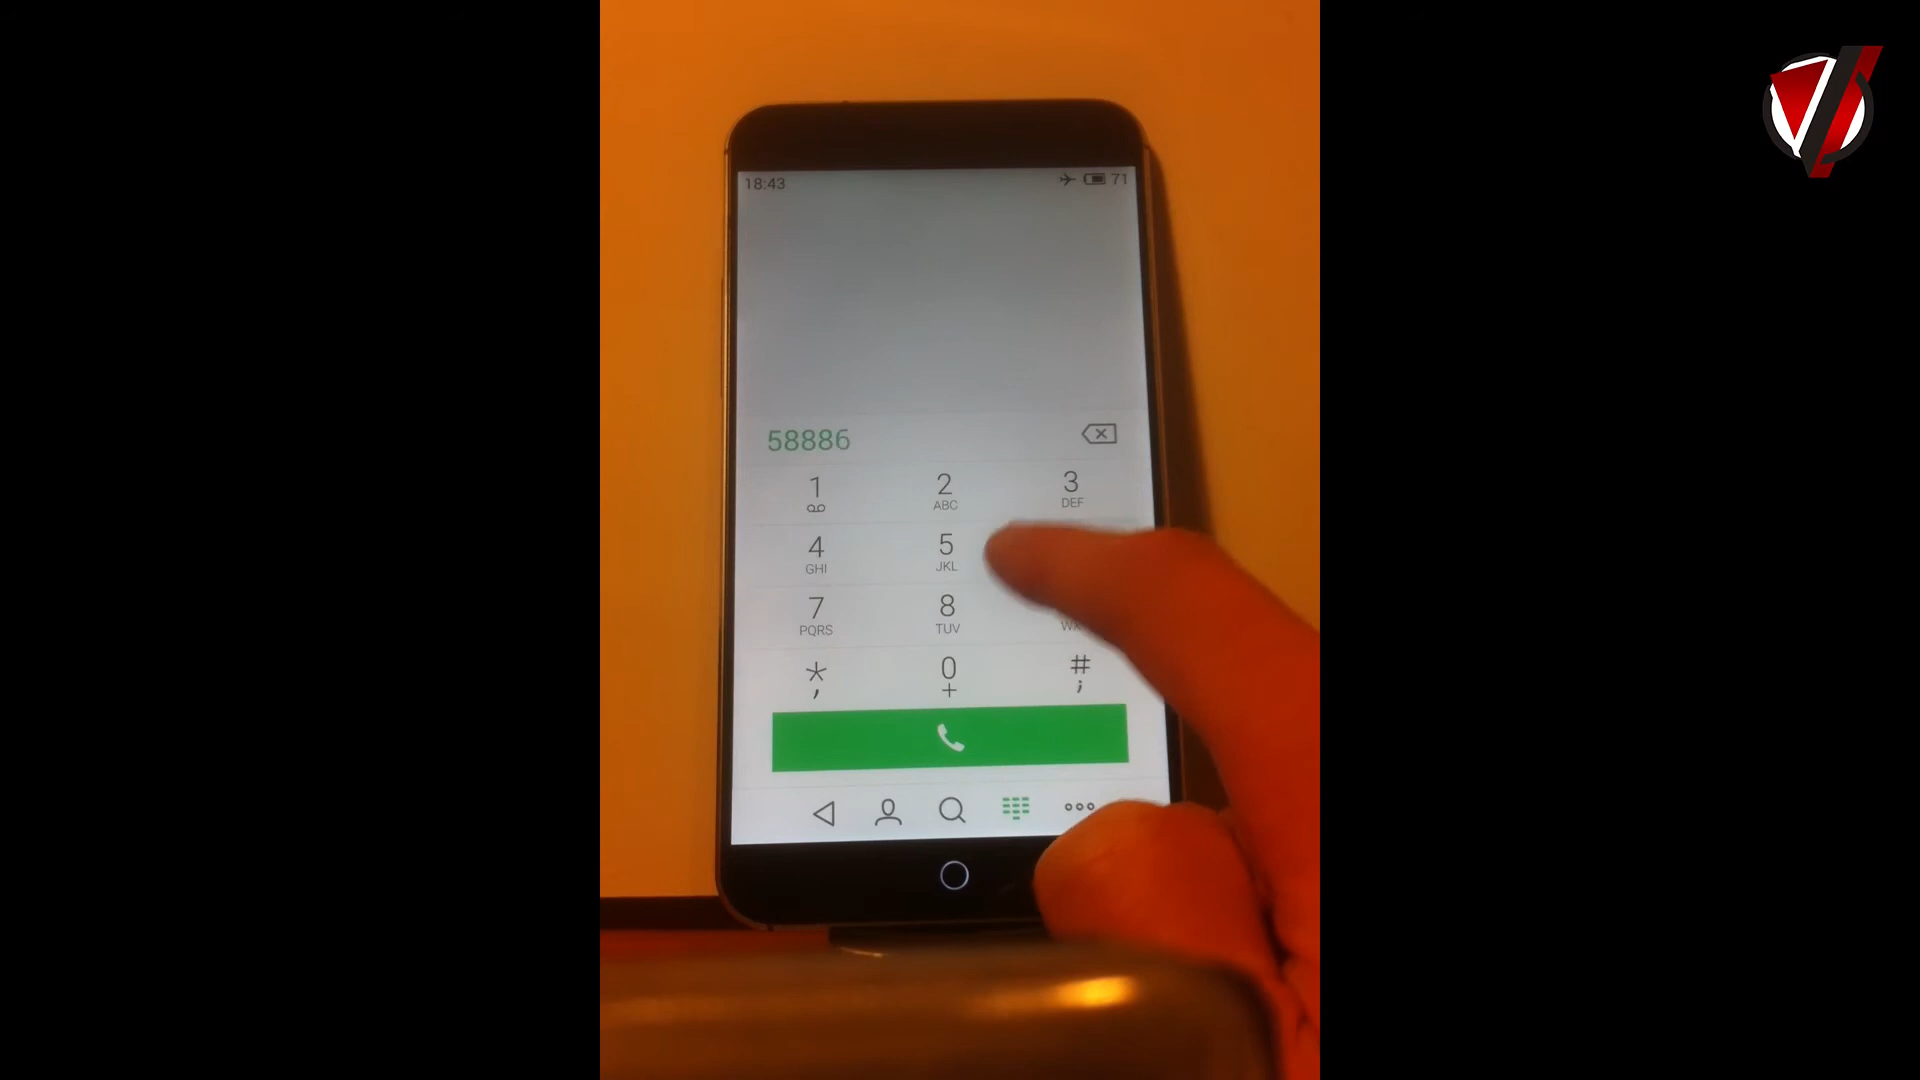 18:43 71
58886
1 2 ABC 3 DEF
4 GHI 5 JKL
7 PQRS 8 TUV
* , 0 + # ;